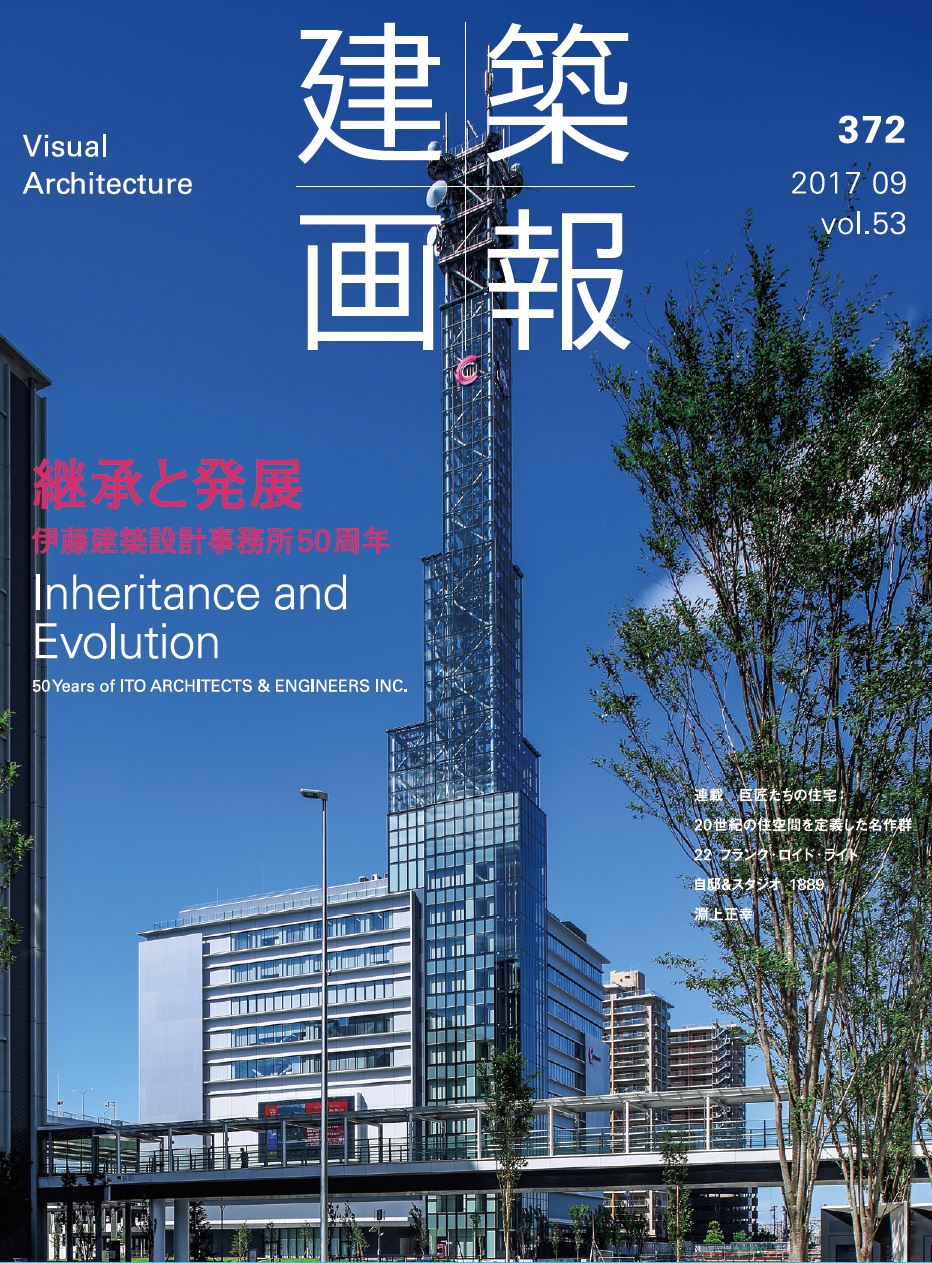 建築
画報
Visual
Architecture
372
2017 09
vol.53
継承と発展
伊藤建築設計事務所50周年
Inheritance and
Evolution
50 Years of ITO ARCHITECTS & ENGINEERS INC.
連載 巨匠たちの住宅:
20世紀の住空間を定義した名作群
22 フランク・ロイド・ライト
自邸&スタジオ 1889
淵上正幸